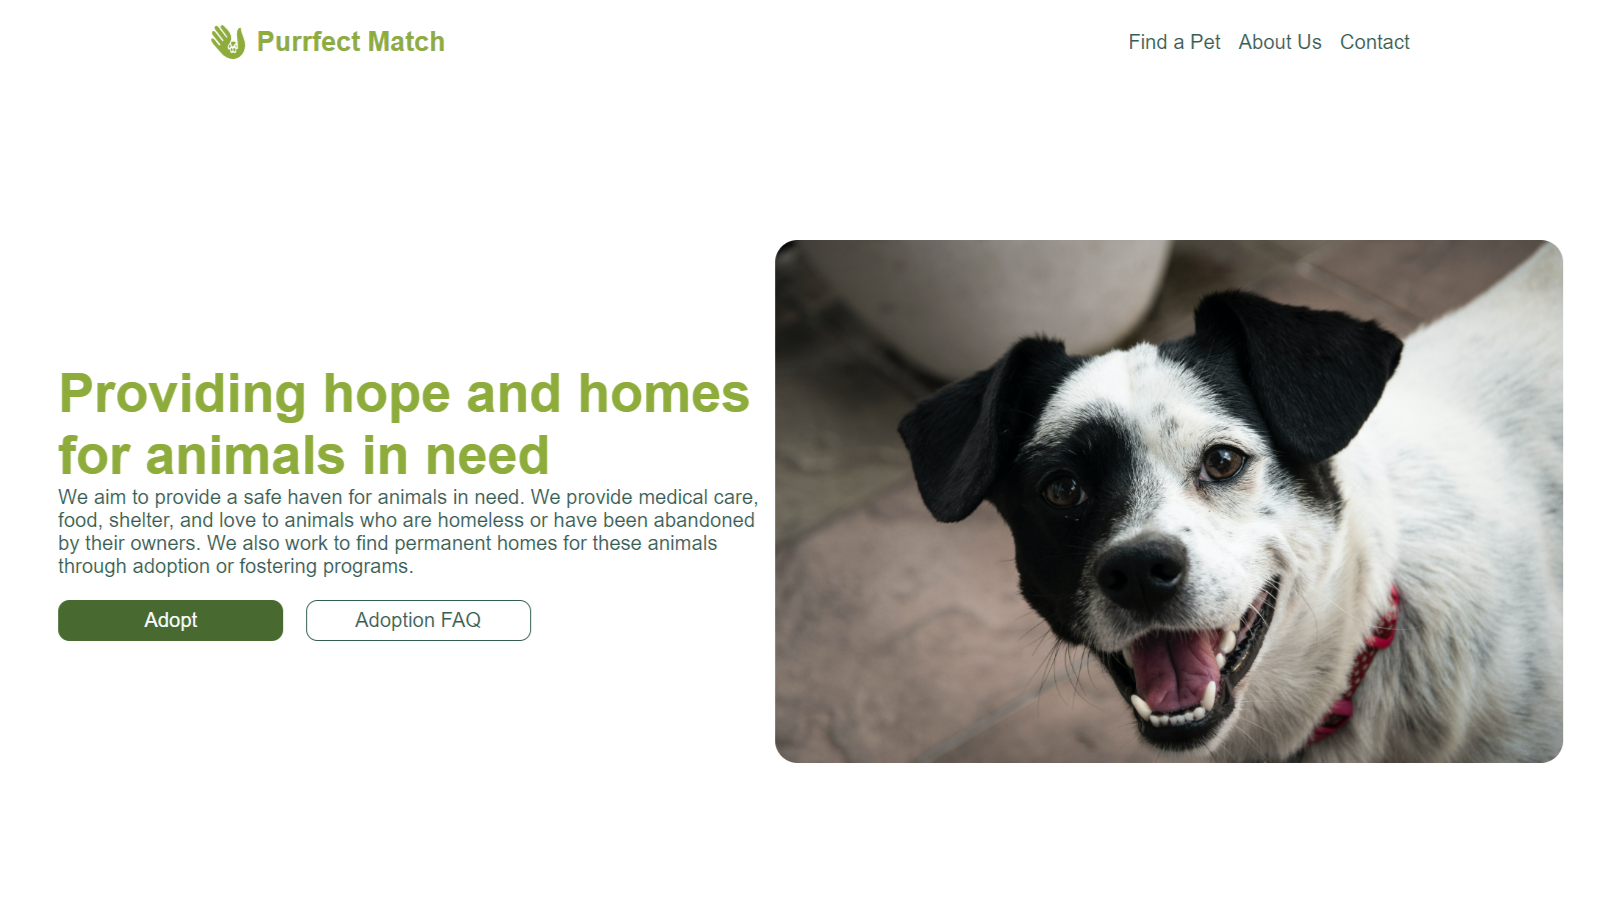 Purrfect Match
Find a Pet About Us Contact
Providing hope and homes
for animals in need
We aim to provide a safe haven for animals in need. We provide medical care,
food, shelter, and love to animals who are homeless or have been abandoned
by their owners. We also work to find permanent homes for these animals
through adoption or fostering programs.
Adopt
Adoption FAQ